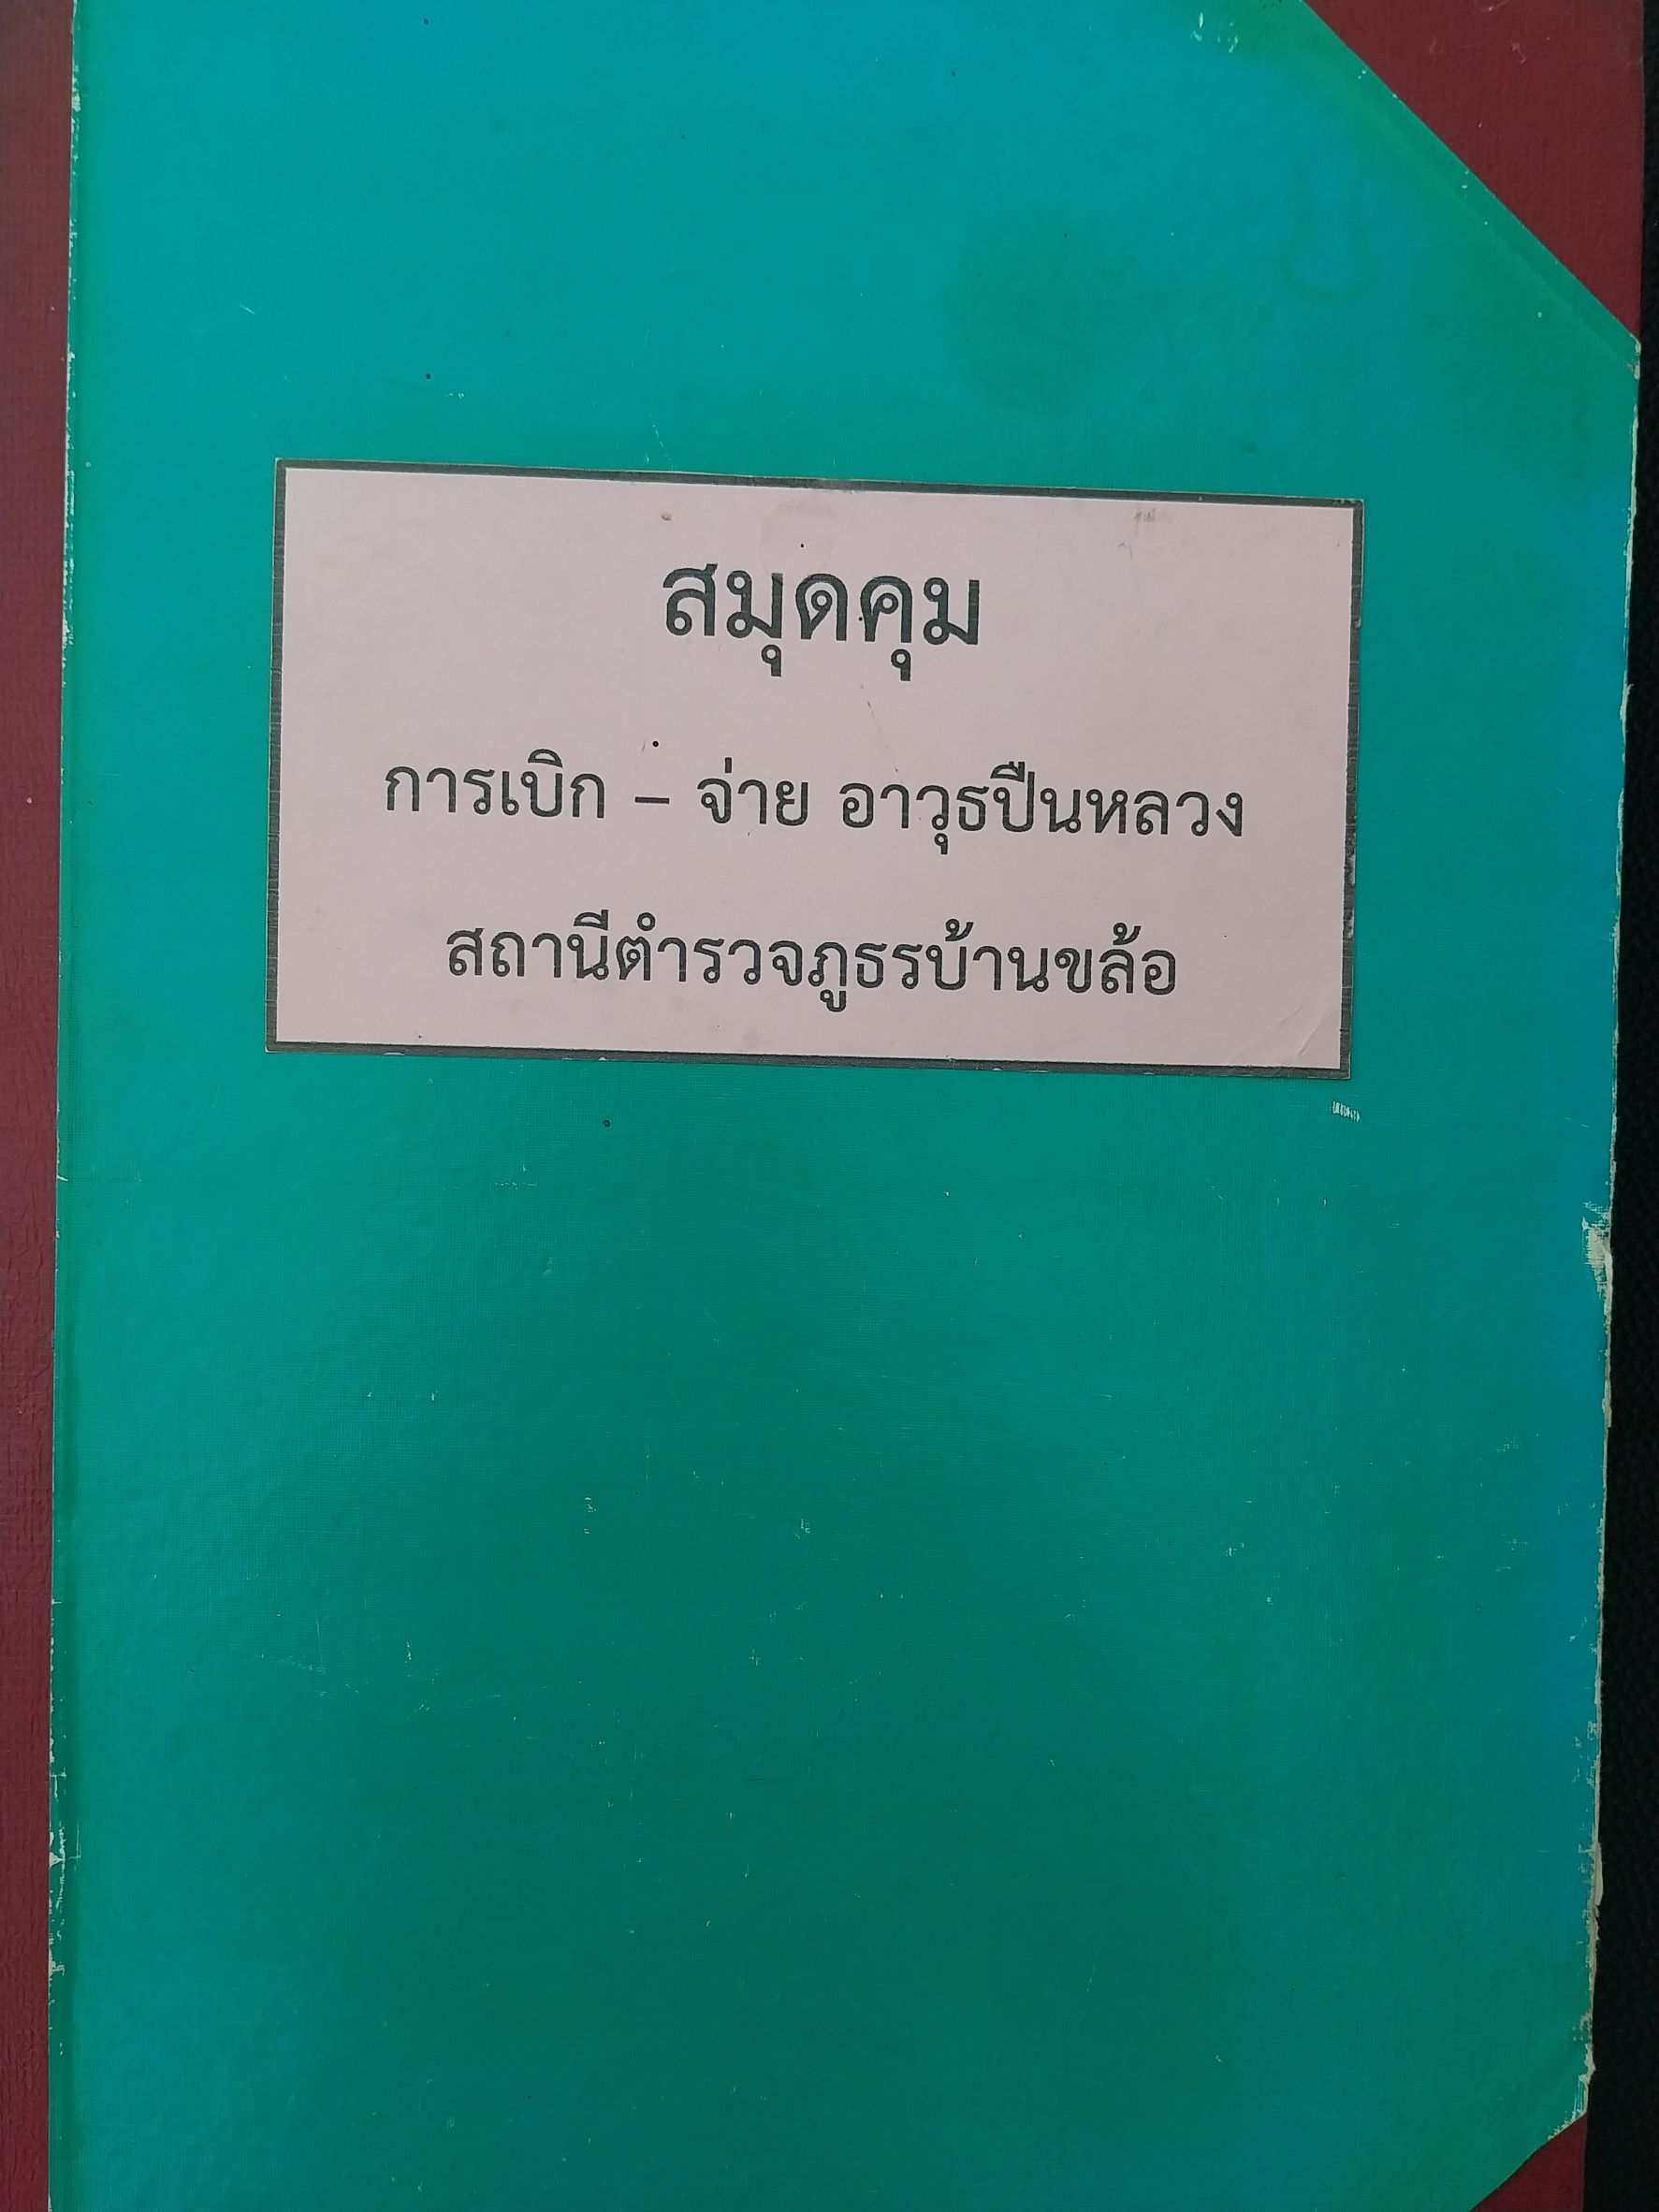 สมุดคุม
การเบิก – จ่าย อาวุธปืนหลวง
สถานีตำรวจภูธรบ้านขล้อ